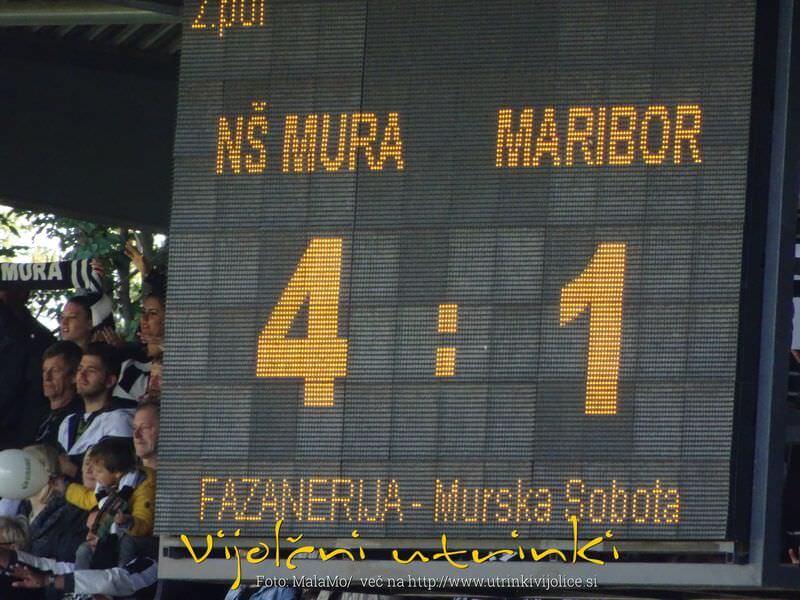 2.pol
NŠ MURA MARIBOR
4 : 1
MURA
FAZANERIJA - Murska Sobota
Vijolčni utrinki
Foto: MalaMo/ več na http://www.utrinkivijolice.si